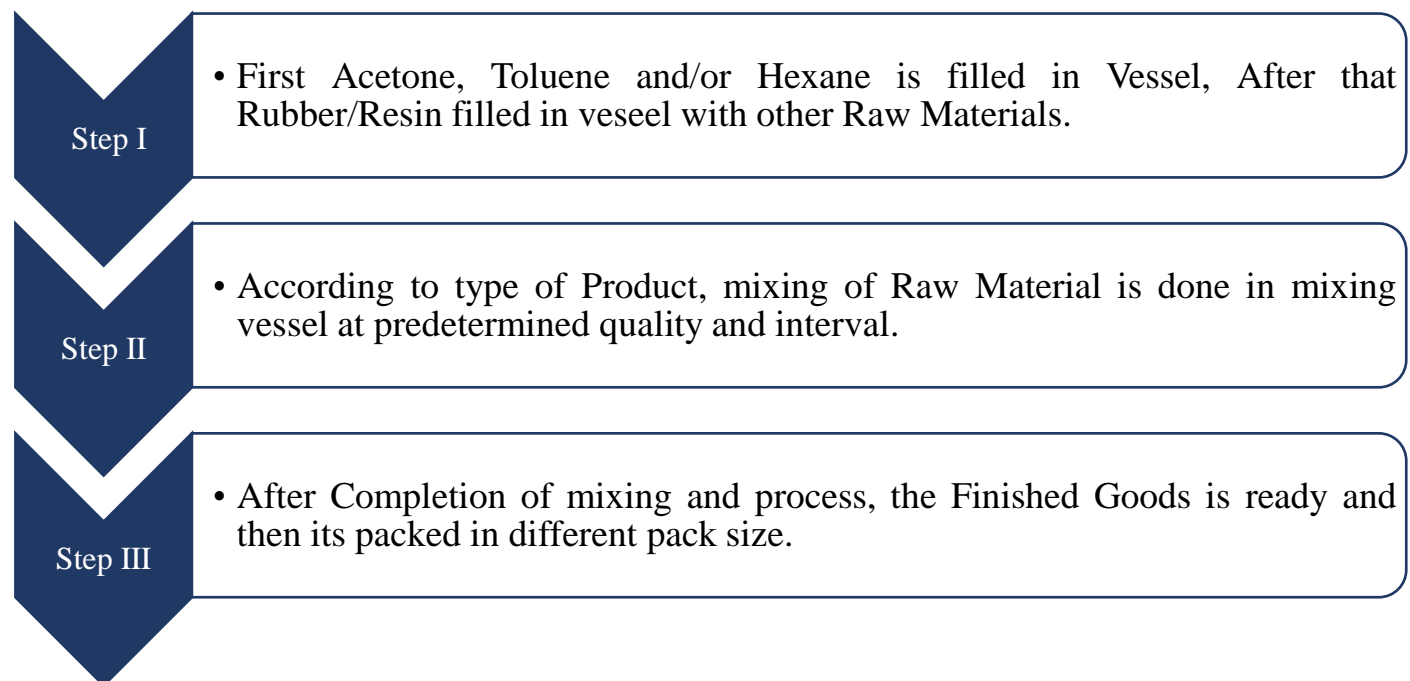 Step I
• First Acetone, Toluene and/or Hexane is filled in Vessel, After that
Rubber/Resin filled in veseel with other Raw Materials.
Step II
• According to type of Product, mixing of Raw Material is done in mixing
vessel at predetermined quality and interval.
Step III
• After Completion of mixing and process, the Finished Goods is ready and
then its packed in different pack size.